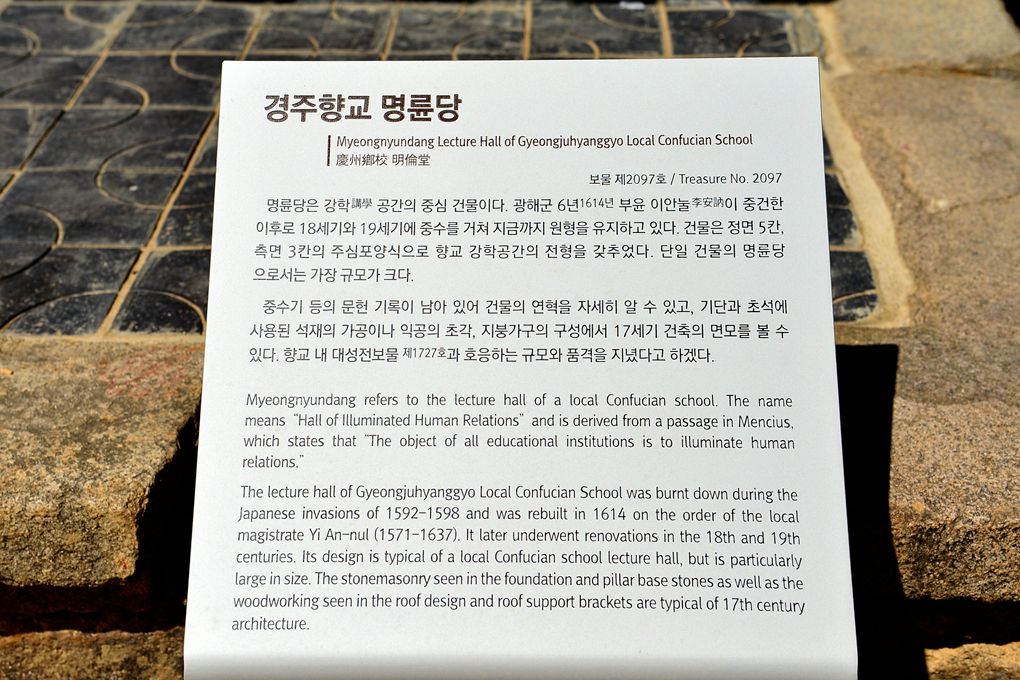 경주향교 명륜당
Myeongnyundang Lecture Hall of Gyeongjuhyanggyo Local Confucian School
慶州鄕校 明倫堂
보물 제2097호 / Treasure No. 2097
명륜당은 강학講學 공간의 중심 건물이다. 광해군 6년1614년 부윤 이안눌李安訥이 중건한
이후로 18세기와 19세기에 중수를 거쳐 지금까지 원형을 유지하고 있다. 건물은 정면 5칸,
측면 3칸의 주심포양식으로 향교 강학공간의 전형을 갖추었다. 단일 건물의 명륜당
으로서는 가장 규모가 크다.
중수기 등의 문헌 기록이 남아 있어 건물의 연혁을 자세히 알 수 있고, 기단과 초석에
사용된 석재의 가공이나 익공의 초각, 지붕가구의 구성에서 17세기 건축의 면모를 볼 수
있다. 향교 내 대성전보물 제1727호과 호응하는 규모와 품격을 지녔다고 하겠다.
Myeongnyundang refers to the lecture hall of a local Confucian school. The name
means “Hall of Illuminated Human Relations” and is derived from a passage in Mencius,
which states that “The object of all educational institutions is to illuminate human
relations.”
The lecture hall of Gyeongjuhyanggyo Local Confucian School was burnt down during the
Japanese invasions of 1592-1598 and was rebuilt in 1614 on the order of the local
magistrate Yi An-nul (1571-1637). It later underwent renovations in the 18th and 19th
centuries. Its design is typical of a local Confucian school lecture hall, but is particularly
large in size. The stonemasonry seen in the foundation and pillar base stones as well as the
woodworking seen in the roof design and roof support brackets are typical of 17th century
architecture.